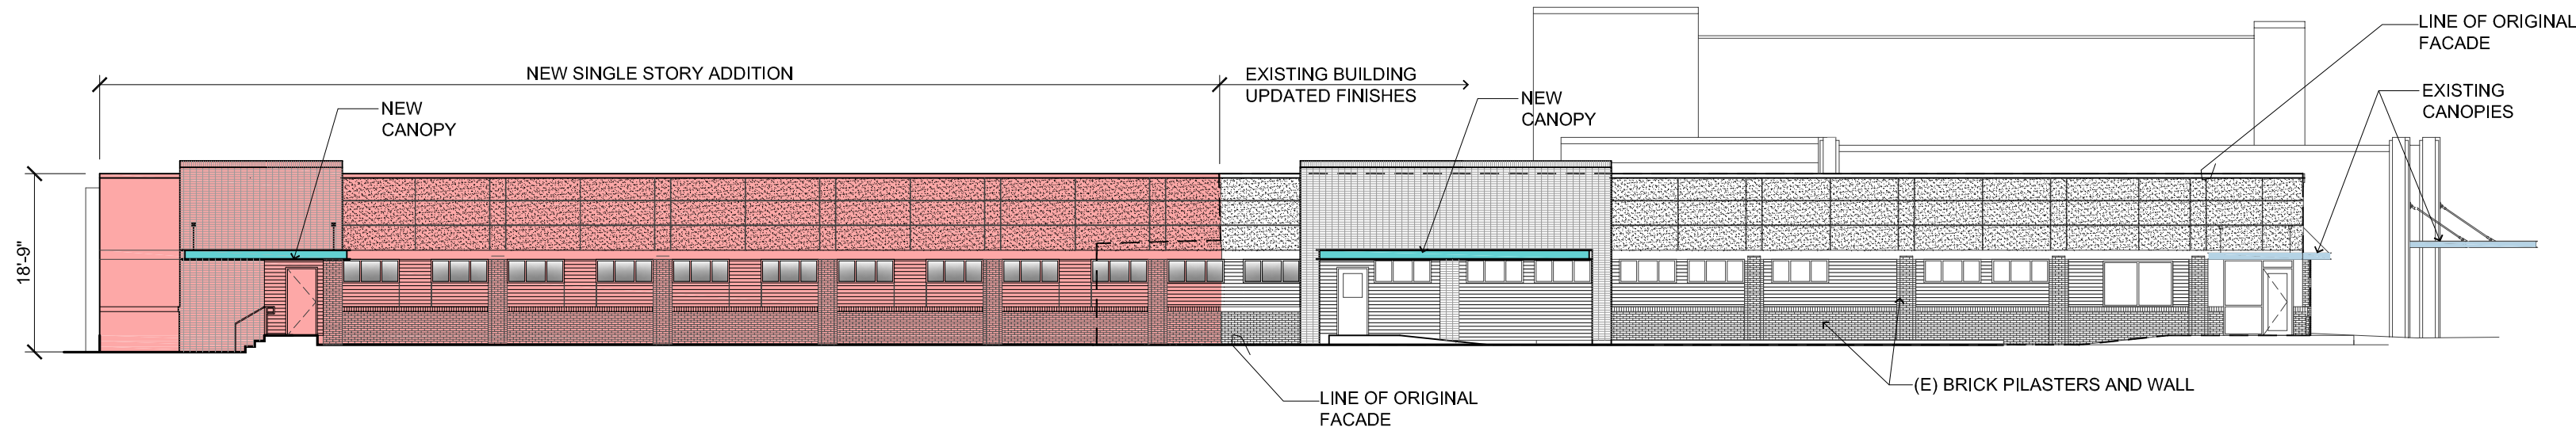 LINE OF ORIGINAL
FACADE
NEW SINGLE STORY ADDITION
EXISTING BUILDING
UPDATED FINISHES
NEW
CANOPY
NEW
CANOPY
EXISTING
CANOPIES
18'-9"
(E) BRICK PILASTERS AND WALL
LINE OF ORIGINAL
FACADE